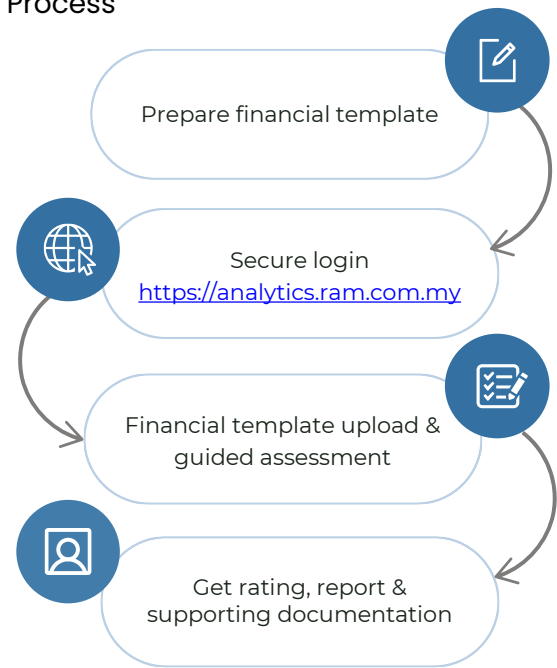 Process
Prepare financial template
Secure login
https://analytics.ram.com.my
Financial template upload &
guided assessment
Get rating, report &
supporting documentation